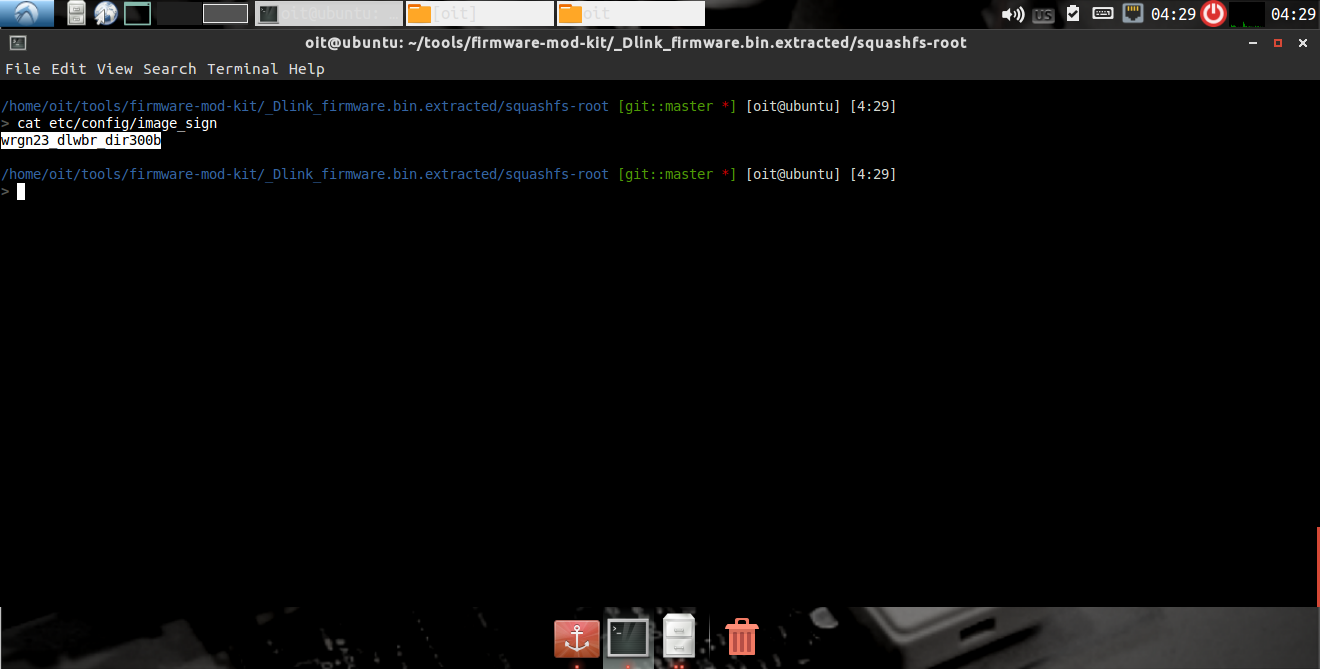 oit@ubuntu: ... [oit] oit US 04:29 04:29
oit@ubuntu: ~/tools/firmware-mod-kit/_Dlink_firmware.bin.extracted/squashfs-root
File Edit View Search Terminal Help
/home/oit/tools/firmware-mod-kit/_Dlink_firmware.bin.extracted/squashfs-root [git::master *] [oit@ubuntu] [4:29]
> cat etc/config/image_sign
wrgn23_dlwbr_dir300b
/home/oit/tools/firmware-mod-kit/_Dlink_firmware.bin.extracted/squashfs-root [git::master *] [oit@ubuntu] [4:29]
>